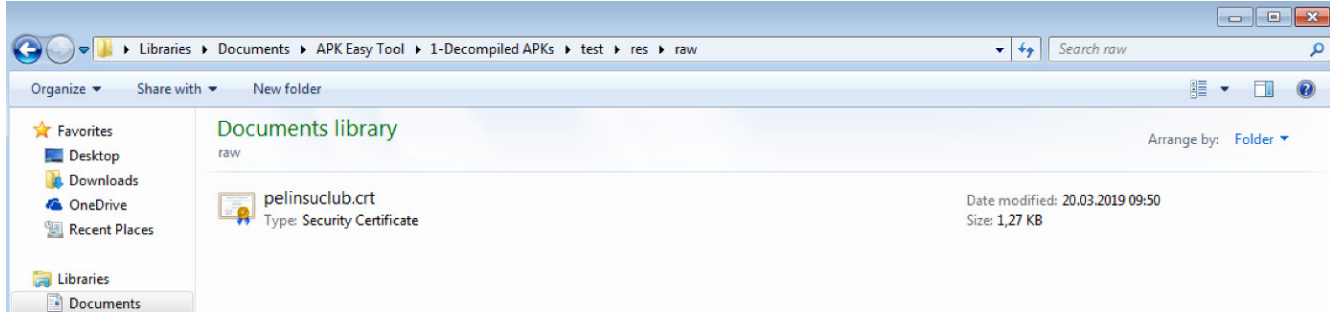 Libraries Documents APK Easy Tool 1-Decompiled APKs test res raw
Search raw
Organize Share with New folder
Favorites
Desktop
Downloads
OneDrive
Recent Places
Libraries
Documents
Documents library
raw
Arrange by: Folder
pelinsuclub.crt
Type: Security Certificate
Date modified: 20.03.2019 09:50
Size: 1,27 KB